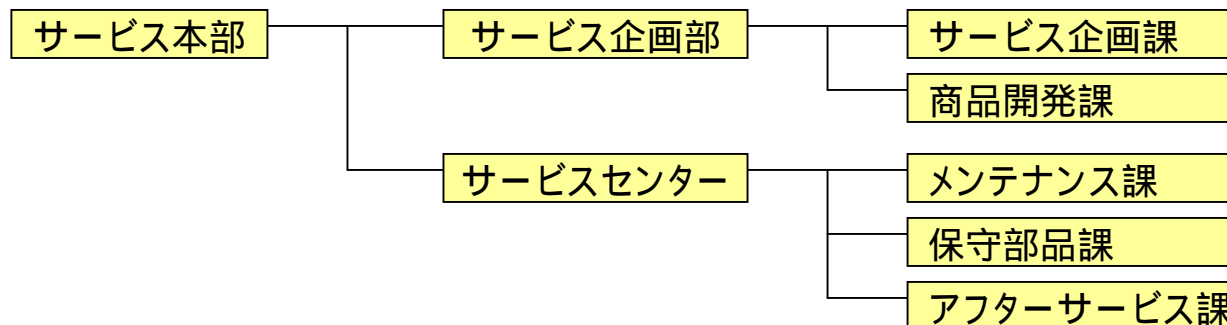 サービス本部
サービス企画部
サービス企画課
商品開発課
サービスセンター
メンテナンス課
保守部品課
アフターサービス課